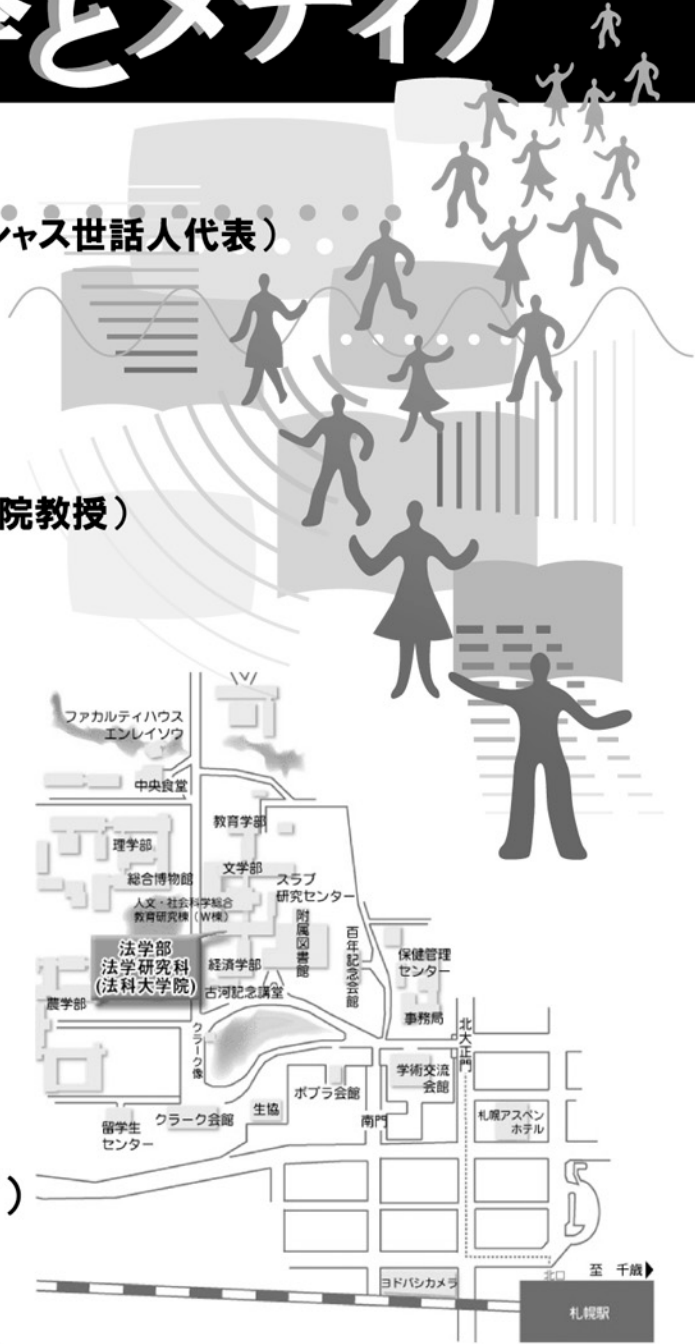 とメディア
シャス世話人代表）
院教授）
ファカルティハウス
エンレイソウ
中央食堂
教育学部
理学部
文学部
総合博物館
スラブ
研究センター
人文・社会科学総合
教育研究棟（W棟）
附属図書館
百年記念会館
法学部
法学研究科
(法科大学院)
経済学部
保健管理
センター
古河記念講堂
農学部
事務局
クラーク像
北大正門
学術交流
会館
ポプラ会館
生協
クラーク会館
南門
札幌アスペン
ホテル
留学生
センター
）
至 千歳
北口
ヨドバシカメラ
札幌駅